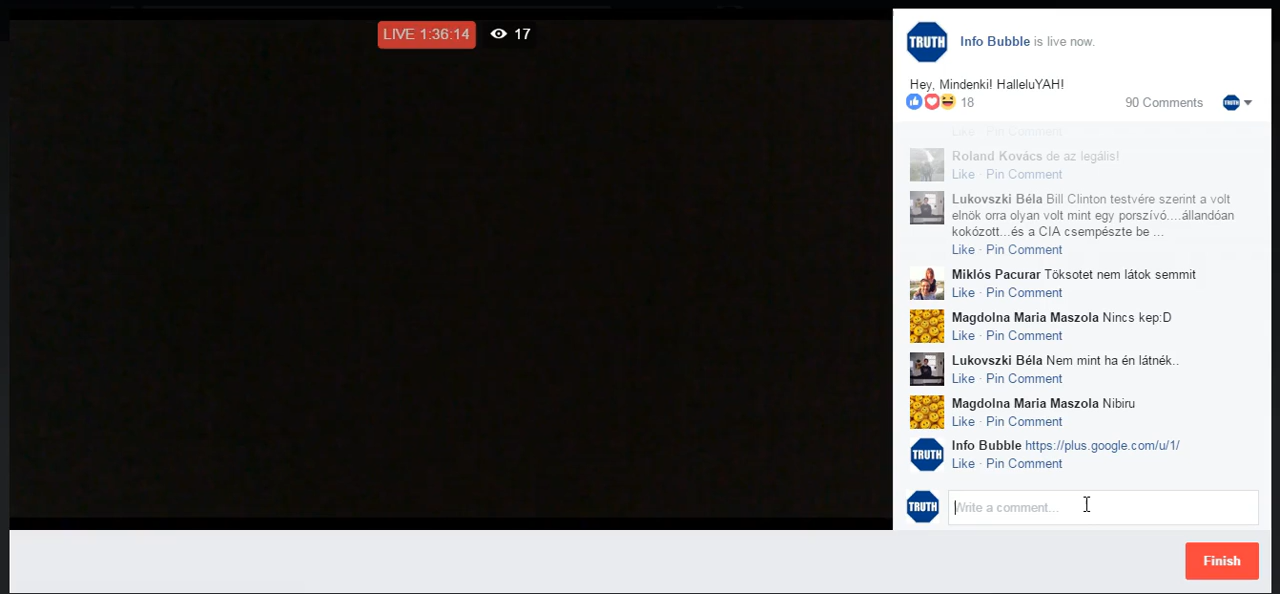 LIVE 1:36:14 17
TRUTH
Info Bubble is live now.
Hey, Mindenki! HalleluYAH!
18 90 Comments TRUTH
Like · Pin Comment
Roland Kovács de az legális!
Like · Pin Comment
Lukovszki Béla Bill Clinton testvére szerint a volt
elnök orra olyan volt mint egy porszívó....állandóan
kokózott...és a CIA csempészte be ...
Like · Pin Comment
Miklós Pacurar Töksotet nem látok semmit
Like · Pin Comment
Magdolna Maria Maszola Nincs kep:D
Like · Pin Comment
Lukovszki Béla Nem mint ha én látnék..
Like · Pin Comment
Magdolna Maria Maszola Nibiru
Like · Pin Comment
TRUTH
Info Bubble https://plus.google.com/u/1/
Like · Pin Comment
TRUTH
Write a comment...
Finish